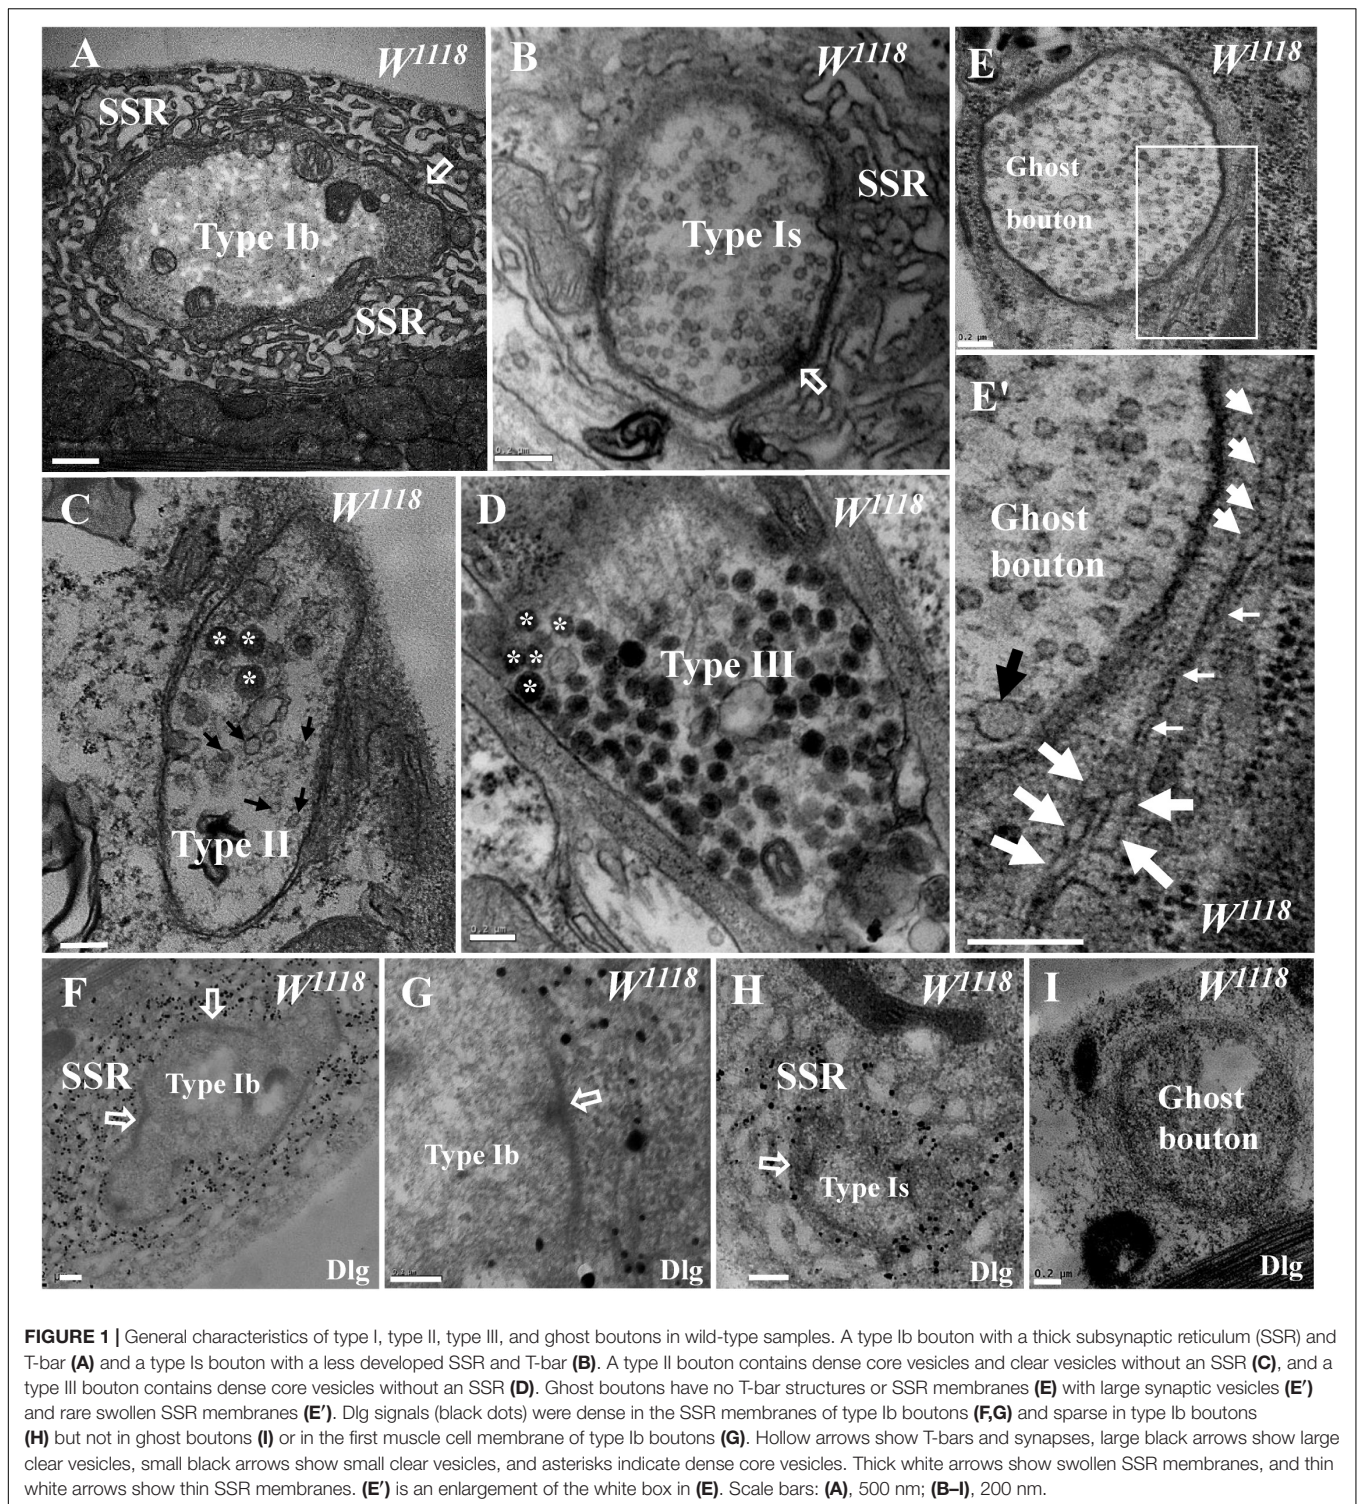 A
W1118
SSR
Type Ib
SSR
B
W1118
SSR
Type Is
0.2 µm
E
W1118
Ghost
bouton
0.2 µm
E'
Ghost
bouton
W1118
C
W1118
* *
*
Type II
D
W1118
* *
* *
*
Type III
0.2 µm
F
W1118
SSR
Type Ib
Dlg
G
W1118
Type Ib
0.2 µm
Dlg
H
W1118
SSR
Type Is
Dlg
I
W1118
Ghost
bouton
0.2 µm
Dlg
FIGURE 1 | General characteristics of type I, type II, type III, and ghost boutons in wild-type samples. A type Ib bouton with a thick subsynaptic reticulum (SSR) and
T-bar (A) and a type Is bouton with a less developed SSR and T-bar (B). A type II bouton contains dense core vesicles and clear vesicles without an SSR (C), and a
type III bouton contains dense core vesicles without an SSR (D). Ghost boutons have no T-bar structures or SSR membranes (E) with large synaptic vesicles (E′)
and rare swollen SSR membranes (E′). Dlg signals (black dots) were dense in the SSR membranes of type Ib boutons (F,G) and sparse in type Ib boutons
(H) but not in ghost boutons (I) or in the first muscle cell membrane of type Ib boutons (G). Hollow arrows show T-bars and synapses, large black arrows show large
clear vesicles, small black arrows show small clear vesicles, and asterisks indicate dense core vesicles. Thick white arrows show swollen SSR membranes, and thin
white arrows show thin SSR membranes. (E′) is an enlargement of the white box in (E). Scale bars: (A), 500 nm; (B–I), 200 nm.